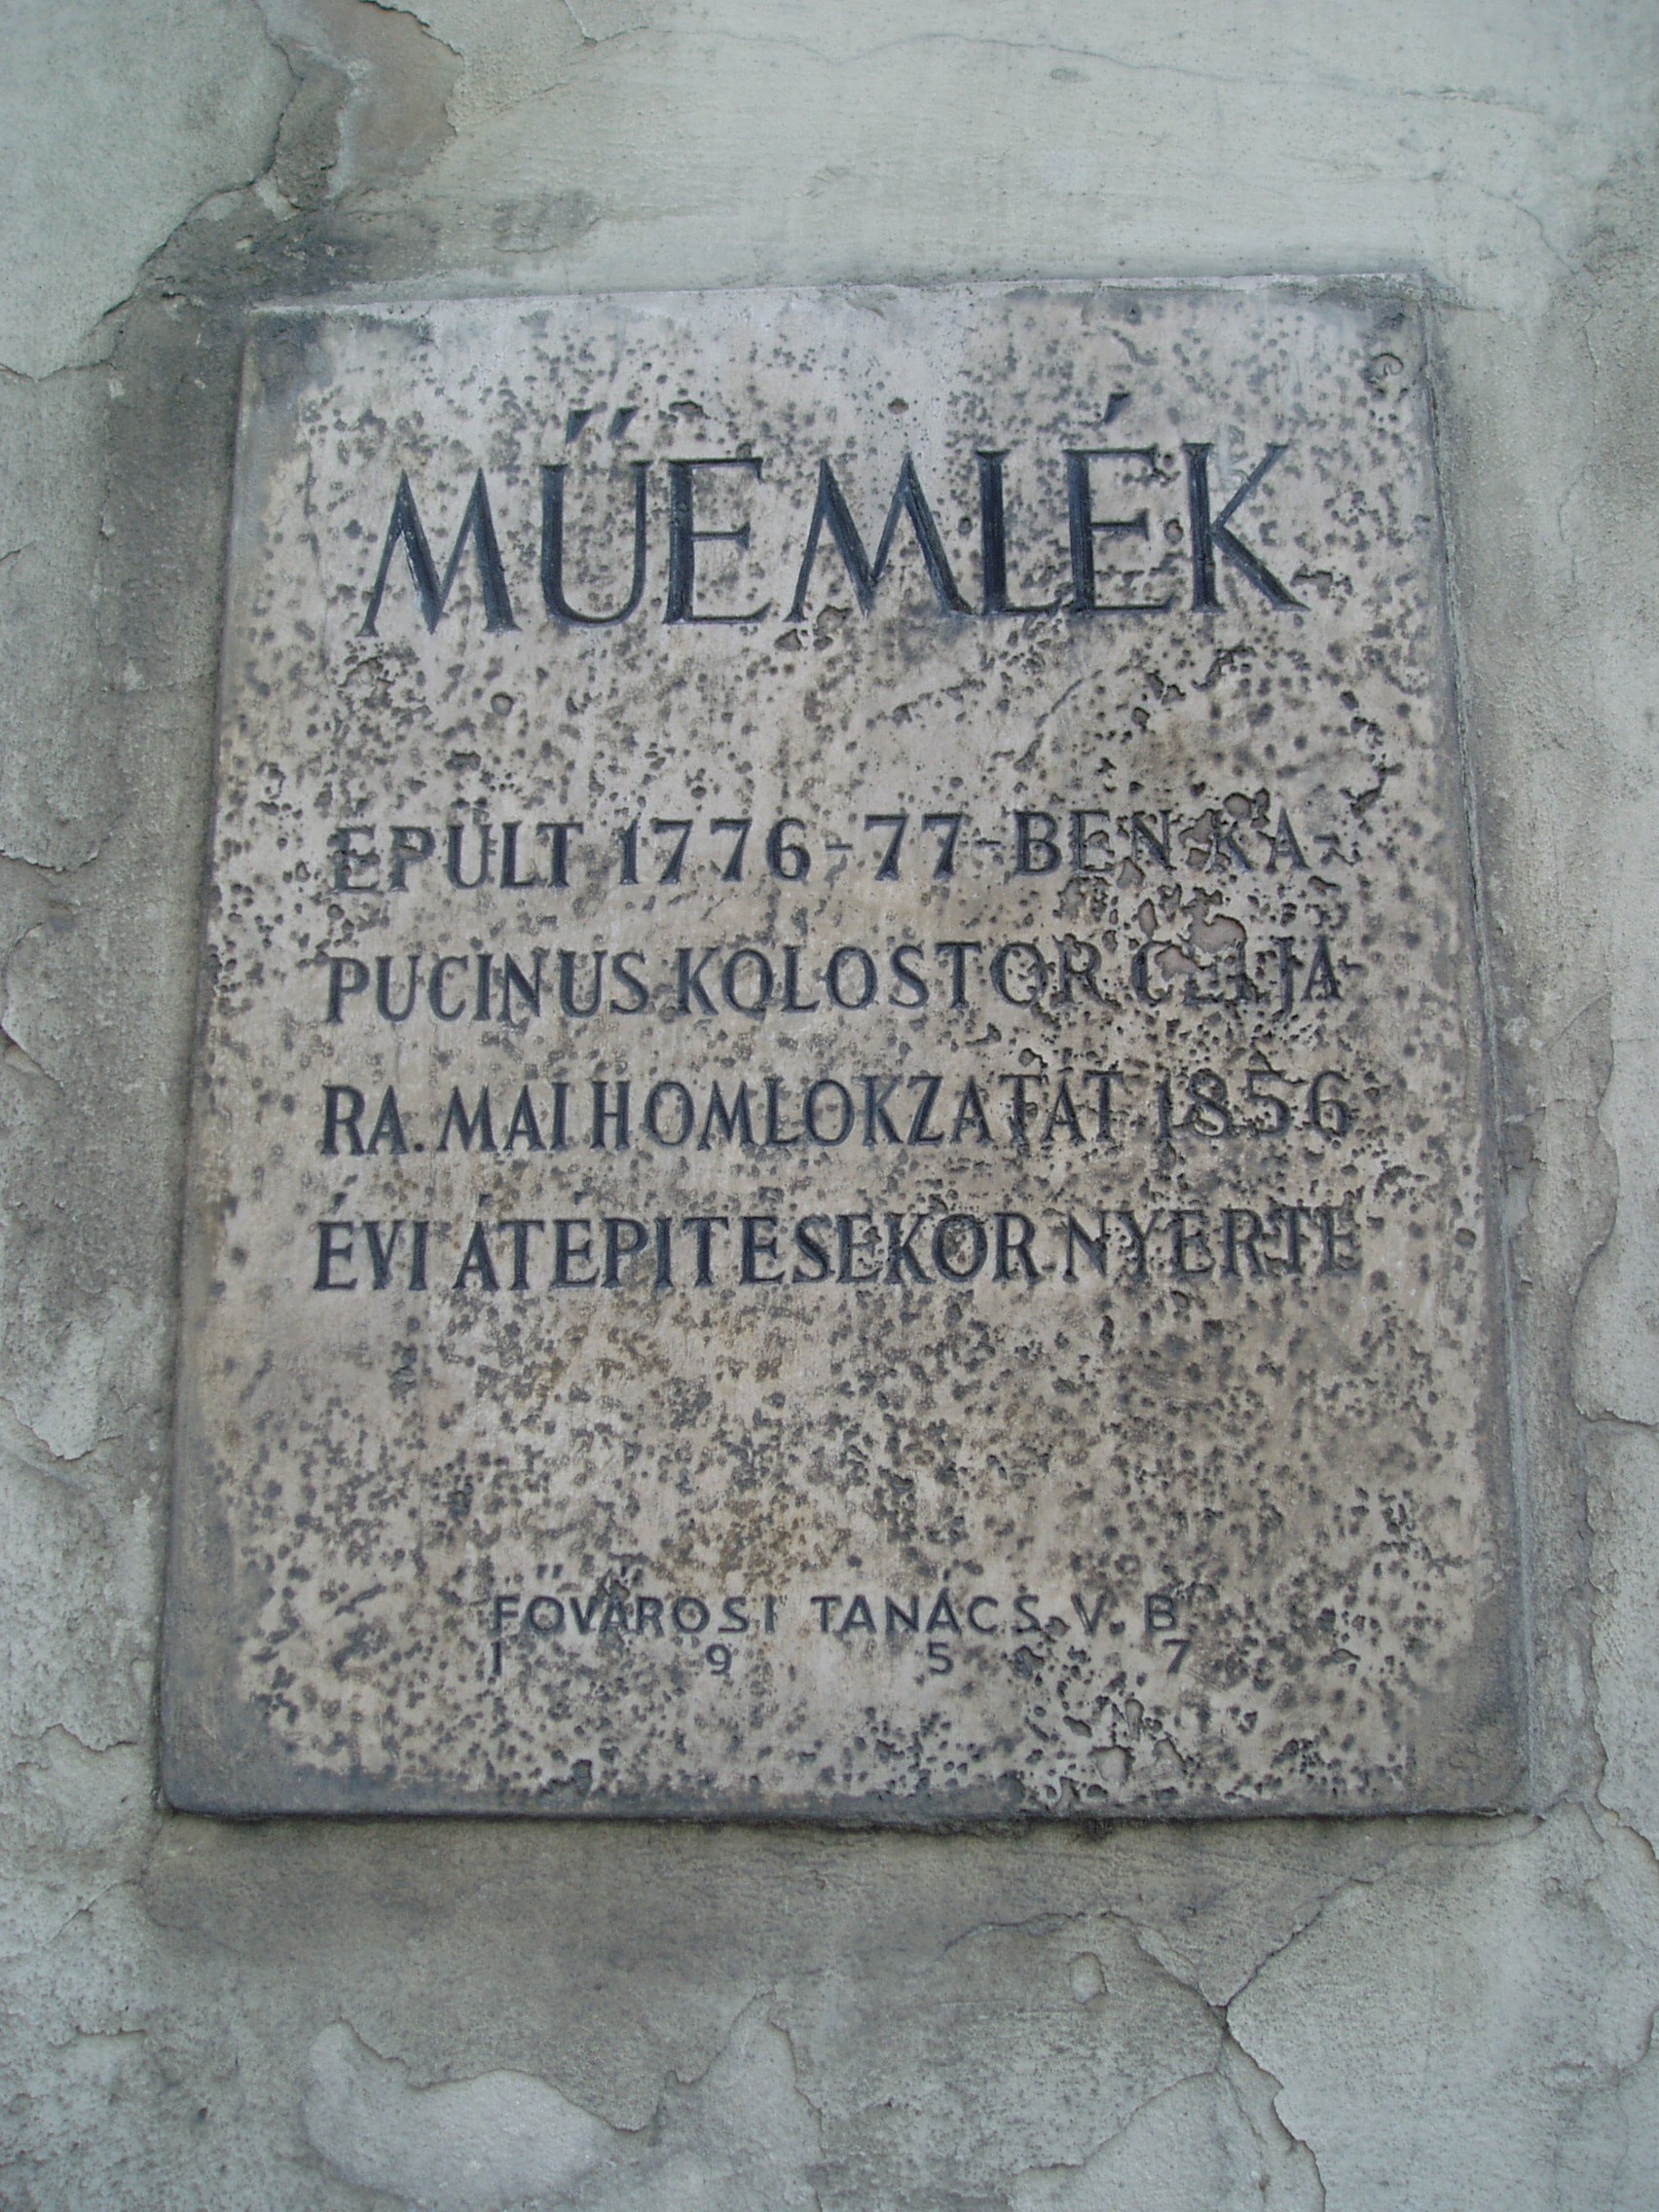 MŰEMLÉK
ÉPÜLT 1776-77-BEN KA-
PUCINUS KOLOSTOR CÉLJA
RA. MAI HOMLOKZATÁT 1856
ÉVI ÁTÉPITÉSEKOR NYERTE
FŐVÁROSI TANÁCS V. B.
1 9 5 7